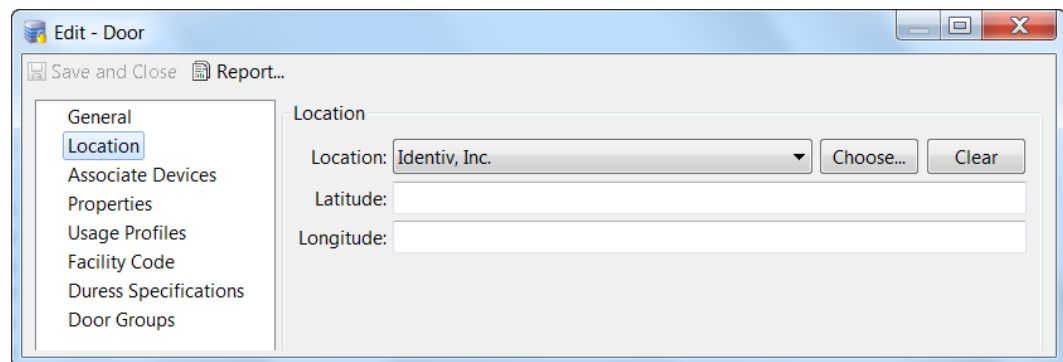 Edit - Door
Save and Close Report...
General
Location
Associate Devices
Properties
Usage Profiles
Facility Code
Duress Specifications
Door Groups
Location
Location: Identiv, Inc. Choose... Clear
Latitude:
Longitude: